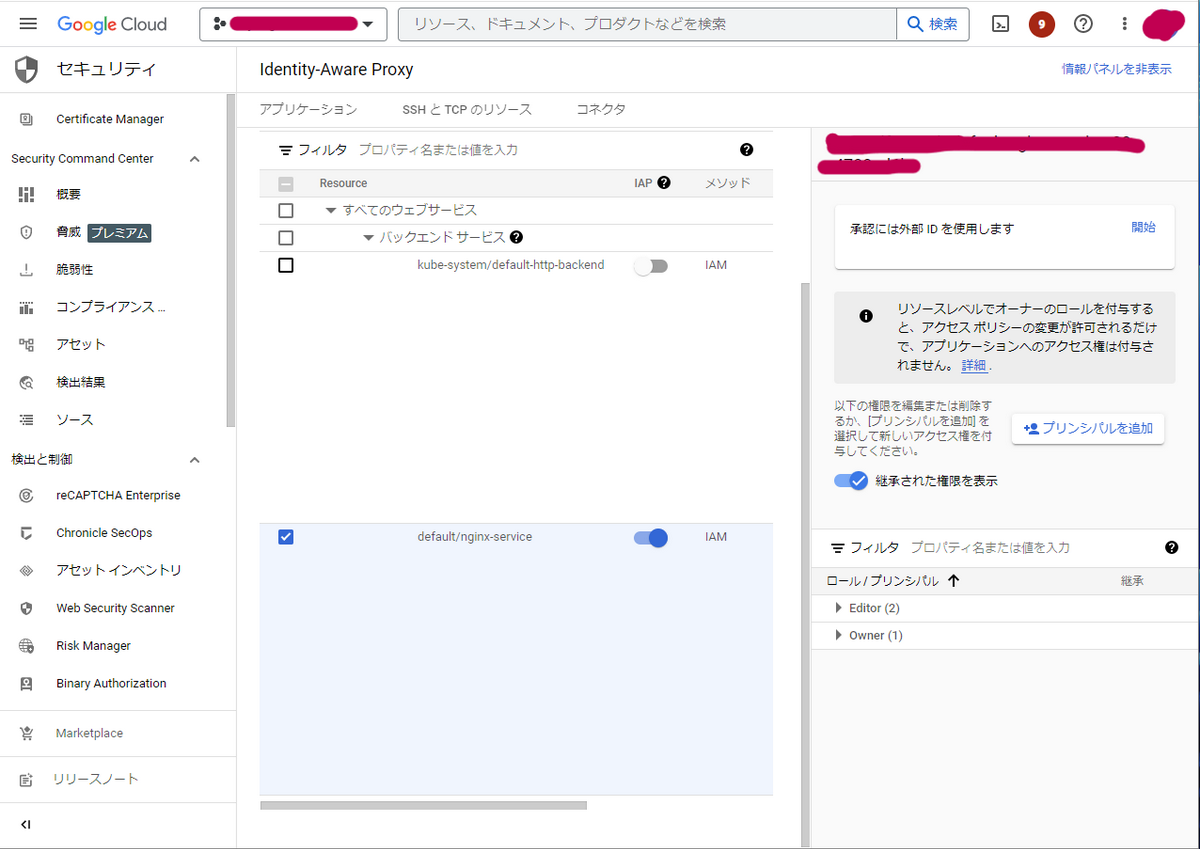 Google Cloud
リソース、ドキュメント、プロダクトなどを検索
検索
9
セキュリティ
Identity-Aware Proxy
情報パネルを非表示
アプリケーション
SSH と TCP のリソース
コネクタ
Certificate Manager
Security Command Center
概要
脅威 プレミアム
脆弱性
コンプライアンス ...
アセット
検出結果
ソース
検出と制御
reCAPTCHA Enterprise
Chronicle SecOps
アセット インベントリ
Web Security Scanner
Risk Manager
Binary Authorization
Marketplace
リリースノート
フィルタ プロパティ名または値を入力
Resource IAP メソッド
すべてのウェブサービス
バックエンド サービス
kube-system/default-http-backend IAM
default/nginx-service IAM
承認には外部 ID を使用します 開始
リソースレベルでオーナーのロールを付与する
と、アクセス ポリシーの変更が許可されるだけ
で、アプリケーションへのアクセス権は付与さ
れません。 詳細 .
以下の権限を編集または削除す
るか、[プリンシパルを追加] を
選択して新しいアクセス権を付
与してください。
プリンシパルを追加
継承された権限を表示
フィルタ プロパティ名または値を入力
ロール / プリンシパル 継承
Editor (2)
Owner (1)